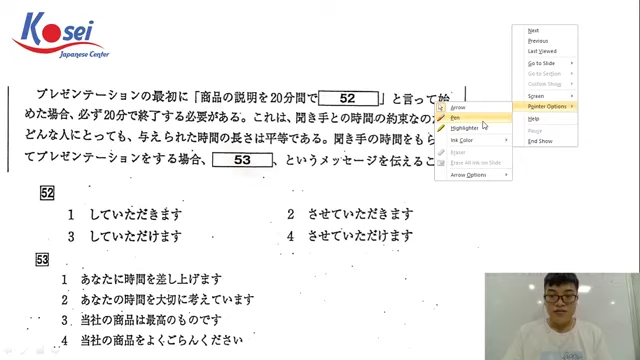 Kosei
Japanese Center
プレゼンテーションの最初に「商品の説明を20分間で 52 」と言って始
めた場合、必ず20分で終了する必要がある。これは、聞き手との時間の約束なの
どんな人にとっても、与えられた時間の長さは平等である。聞き手の時間をもら
てプレゼンテーションをする場合、 53 、というメッセージを伝えるこ
52
1 していただきます
2 させていただきます
3 していただけます
4 させていただけます
53
1 あなたに時間を差し上げます
2 あなたの時間を大切に考えています
3 当社の商品は最高のものです
4 当社の商品をよくごらんください
Next
Previous
Last Viewed
Go to Slide
Go to Section
Custom Show
Screen
Pointer Options
Help
Pause
End Show
Arrow
Pen
Highlighter
Ink Color
Eraser
Erase All Ink on Slide
Arrow Options